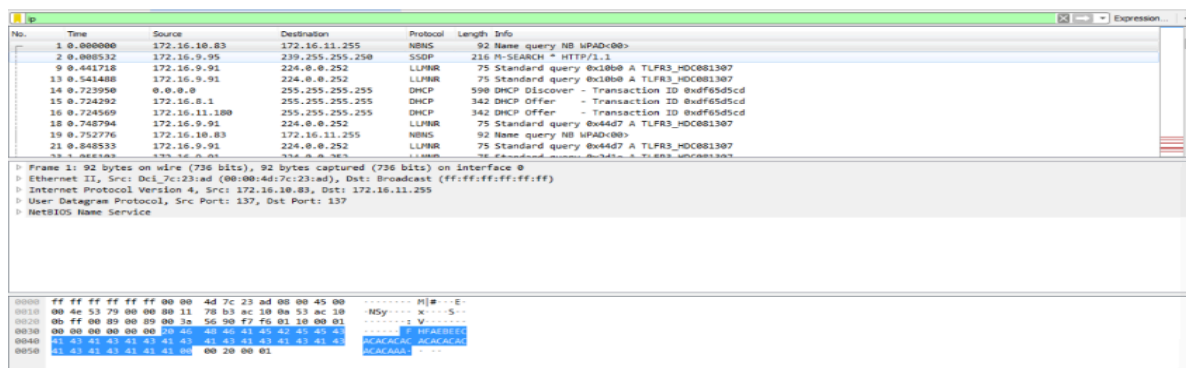 ip Expression...
No. Time Source Destination Protocol Length Info
1 0.000000 172.16.10.83 172.16.11.255 NBNS 92 Name query NB WPAD<00>
2 0.008532 172.16.9.95 239.255.255.250 SSDP 216 M-SEARCH * HTTP/1.1
9 0.441718 172.16.9.91 224.0.0.252 LLMNR 75 Standard query 0x10b0 A TLFR3_HDC081307
13 0.541488 172.16.9.91 224.0.0.252 LLMNR 75 Standard query 0x10b0 A TLFR3_HDC081307
14 0.723950 0.0.0.0 255.255.255.255 DHCP 590 DHCP Discover - Transaction ID 0xdf65d5cd
15 0.724292 172.16.8.1 255.255.255.255 DHCP 342 DHCP Offer - Transaction ID 0xdf65d5cd
16 0.724569 172.16.11.180 255.255.255.255 DHCP 342 DHCP Offer - Transaction ID 0xdf65d5cd
18 0.748794 172.16.9.91 224.0.0.252 LLMNR 75 Standard query 0x44d7 A TLFR3_HDC081307
19 0.752776 172.16.10.83 172.16.11.255 NBNS 92 Name query NB WPAD<00>
21 0.848533 172.16.9.91 224.0.0.252 LLMNR 75 Standard query 0x44d7 A TLFR3_HDC081307
Frame 1: 92 bytes on wire (736 bits), 92 bytes captured (736 bits) on interface 0
Ethernet II, Src: Dci_7c:23:ad (00:00:4d:7c:23:ad), Dst: Broadcast (ff:ff:ff:ff:ff:ff)
Internet Protocol Version 4, Src: 172.16.10.83, Dst: 172.16.11.255
User Datagram Protocol, Src Port: 137, Dst Port: 137
NetBIOS Name Service
0000 ff ff ff ff ff ff 00 00 4d 7c 23 ad 08 00 45 00 ........ M|#...E.
0010 00 4e 53 79 00 00 80 11 78 b3 ac 10 0a 53 ac 10 .NSy.... x....S..
0020 0b ff 00 89 00 89 00 3a 56 90 f7 f6 01 10 00 01 .......: V.......
0030 00 00 00 00 00 00 20 46 48 46 41 45 42 45 45 43 ...... F HFAEBEEC
0040 41 43 41 43 41 43 41 43 41 43 41 43 41 43 41 43 ACACACAC ACACACAC
0050 41 43 41 43 41 41 41 00 00 20 00 01 ACACAAA. . ..